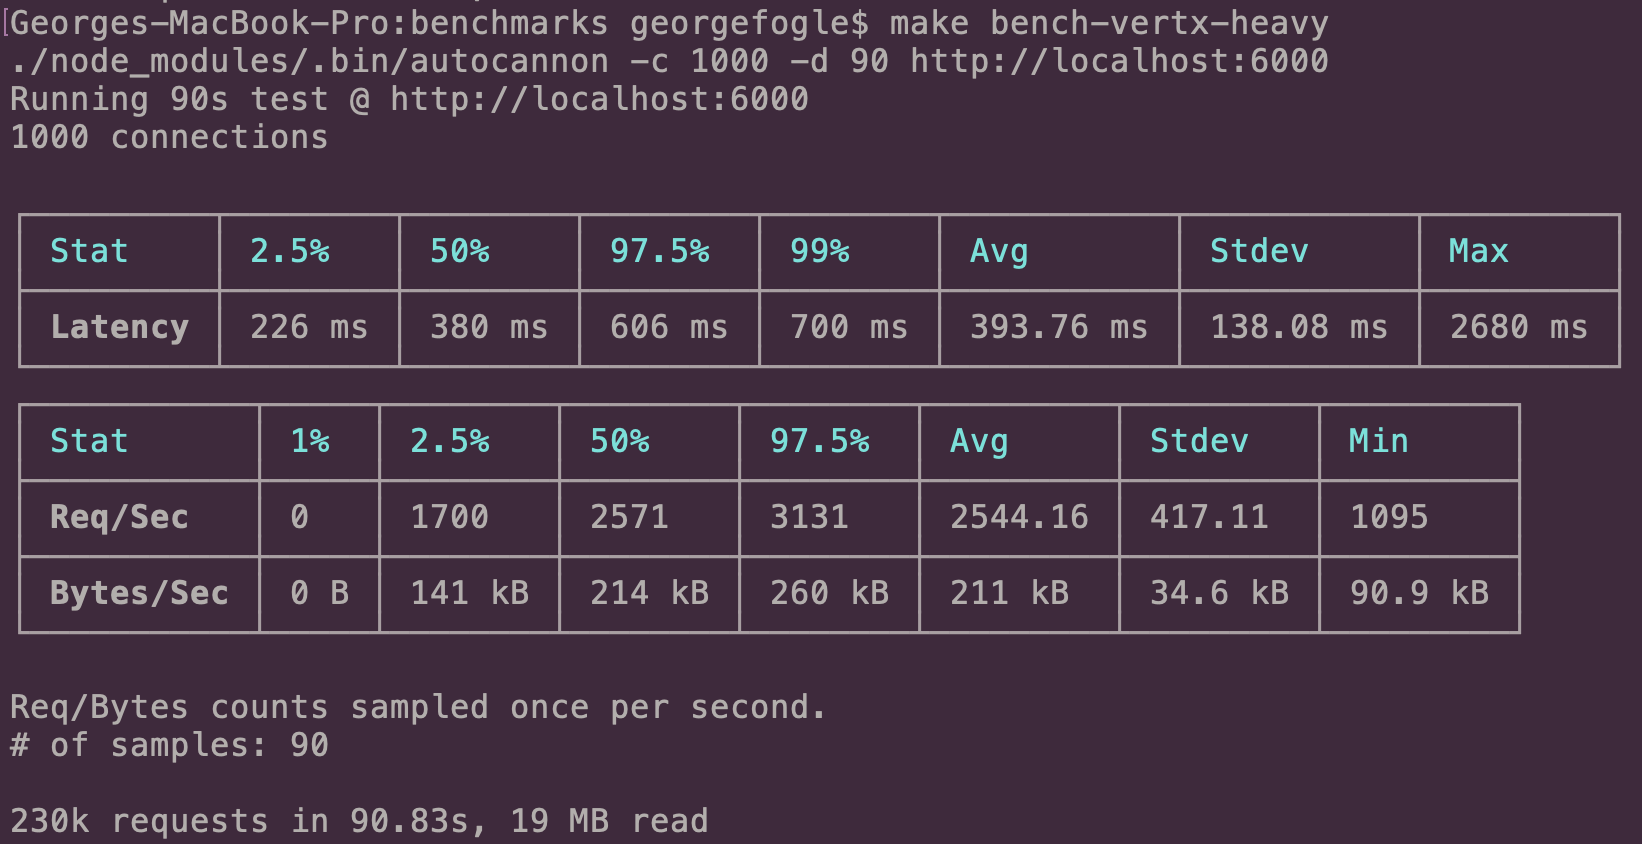 [Georges-MacBook-Pro:benchmarks georgefogle$ make bench-vertx-heavy
./node_modules/.bin/autocannon -c 1000 -d 90 http://localhost:6000
Running 90s test @ http://localhost:6000
1000 connections
Stat 2.5% 50% 97.5% 99% Avg Stdev Max
Latency 226 ms 380 ms 606 ms 700 ms 393.76 ms 138.08 ms 2680 ms
Stat 1% 2.5% 50% 97.5% Avg Stdev Min
Req/Sec 0 1700 2571 3131 2544.16 417.11 1095
Bytes/Sec 0 B 141 kB 214 kB 260 kB 211 kB 34.6 kB 90.9 kB
Req/Bytes counts sampled once per second.
# of samples: 90
230k requests in 90.83s, 19 MB read